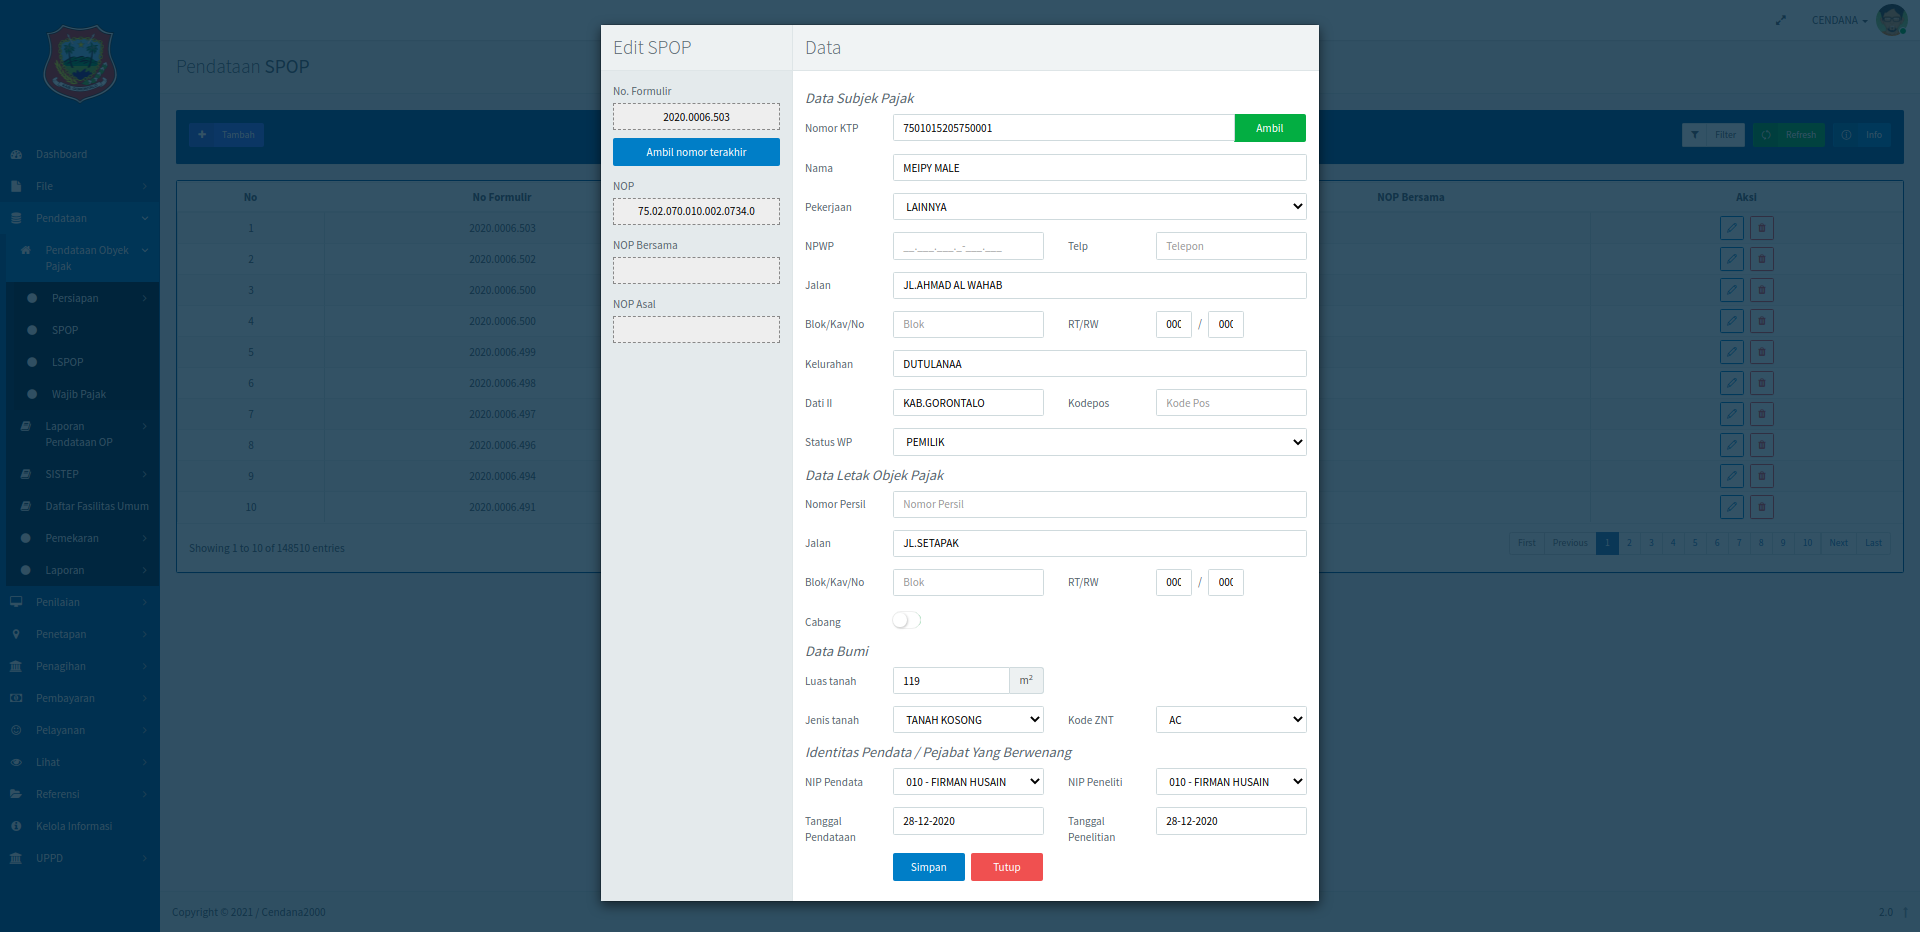 CENDANA
Pendataan SPOP
Tambah
Filter
Refresh
Info
Dashboard
File
Pendataan
Pendataan Obyek
Pajak
Persiapan
SPOP
LSPOP
Wajib Pajak
Laporan
Pendataan OP
SISTEP
Daftar Fasilitas Umum
Pemekaran
Laporan
Penilaian
Penetapan
Penagihan
Pembayaran
Pelayanan
Lihat
Referensi
Kelola Informasi
UPPD
No
No Formulir
NOP Bersama
Aksi
1 2020.0006.503
2 2020.0006.502
3 2020.0006.500
4 2020.0006.500
5 2020.0006.499
6 2020.0006.498
7 2020.0006.497
8 2020.0006.496
9 2020.0006.494
10 2020.0006.491
Showing 1 to 10 of 148510 entries
First Previous 1 2 3 4 5 6 7 8 9 10 Next Last
Edit SPOP
No. Formulir
2020.0006.503
Ambil nomor terakhir
NOP
75.02.070.010.002.0734.0
NOP Bersama
NOP Asal
Data
Data Subjek Pajak
Nomor KTP 7501015205750001 Ambil
Nama MEIPY MALE
Pekerjaan LAINNYA
NPWP __.___.___._-___.___ Telp Telepon
Jalan JL.AHMAD AL WAHAB
Blok/Kav/No Blok RT/RW 000 / 000
Kelurahan DUTULANAA
Dati II KAB.GORONTALO Kodepos Kode Pos
Status WP PEMILIK
Data Letak Objek Pajak
Nomor Persil Nomor Persil
Jalan JL.SETAPAK
Blok/Kav/No Blok RT/RW 000 / 000
Cabang
Data Bumi
Luas tanah 119 m²
Jenis tanah TANAH KOSONG Kode ZNT AC
Identitas Pendata / Pejabat Yang Berwenang
NIP Pendata 010 - FIRMAN HUSAIN NIP Peneliti 010 - FIRMAN HUSAIN
Tanggal Pendataan 28-12-2020 Tanggal Penelitian 28-12-2020
Simpan Tutup
Copyright © 2021 / Cendana2000
2.0